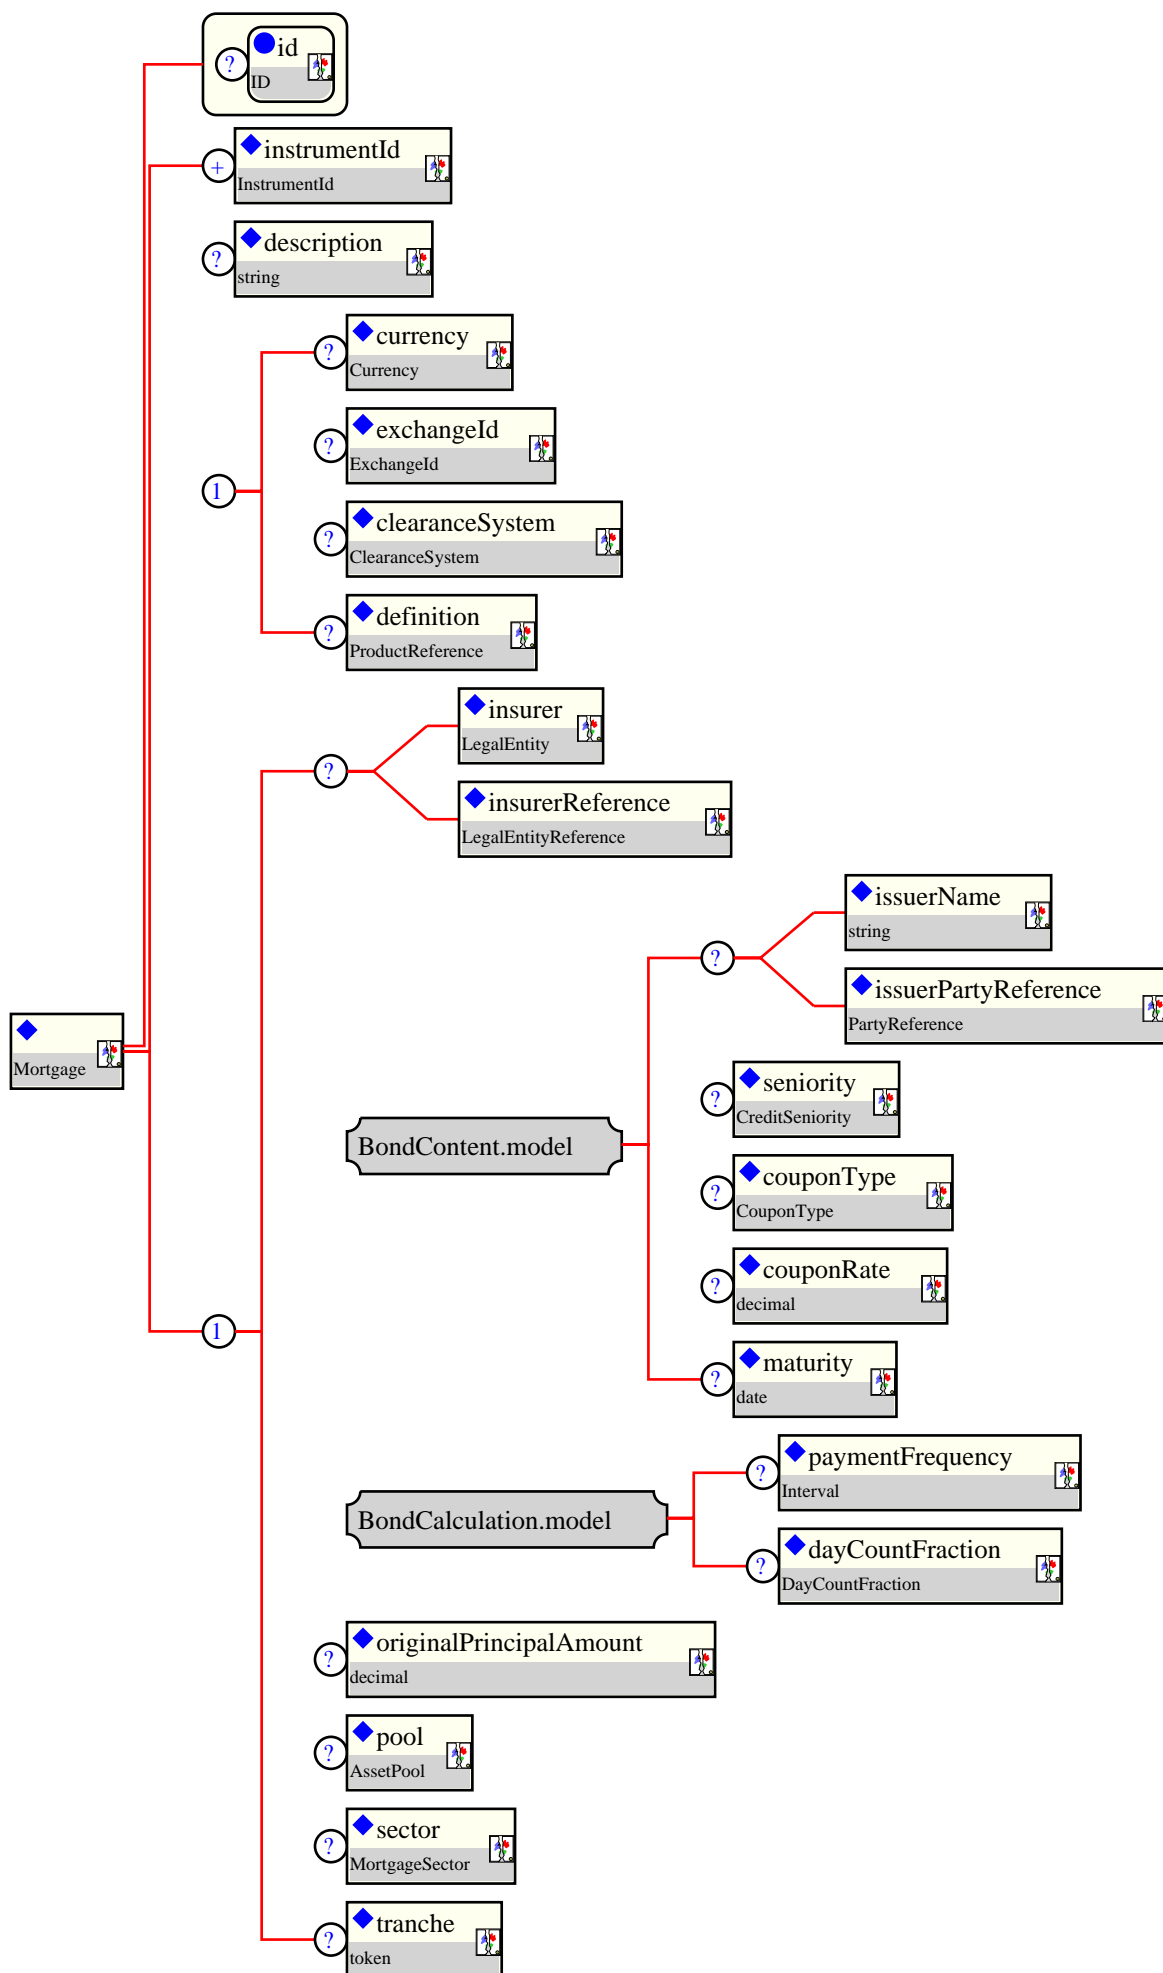 id
?
ID
instrumentId
+
InstrumentId
description
?
string
currency
?
Currency
exchangeId
?
ExchangeId
1
clearanceSystem
?
ClearanceSystem
definition
?
ProductReference
insurer
LegalEntity
?
insurerReference
LegalEntityReference
issuerName
string
?
issuerPartyReference
PartyReference
Mortgage
seniority
?
CreditSeniority
BondContent.model
couponType
?
CouponType
couponRate
?
decimal
1
maturity
?
date
paymentFrequency
?
Interval
BondCalculation.model
dayCountFraction
?
DayCountFraction
originalPrincipalAmount
?
decimal
pool
?
AssetPool
sector
?
MortgageSector
tranche
?
token